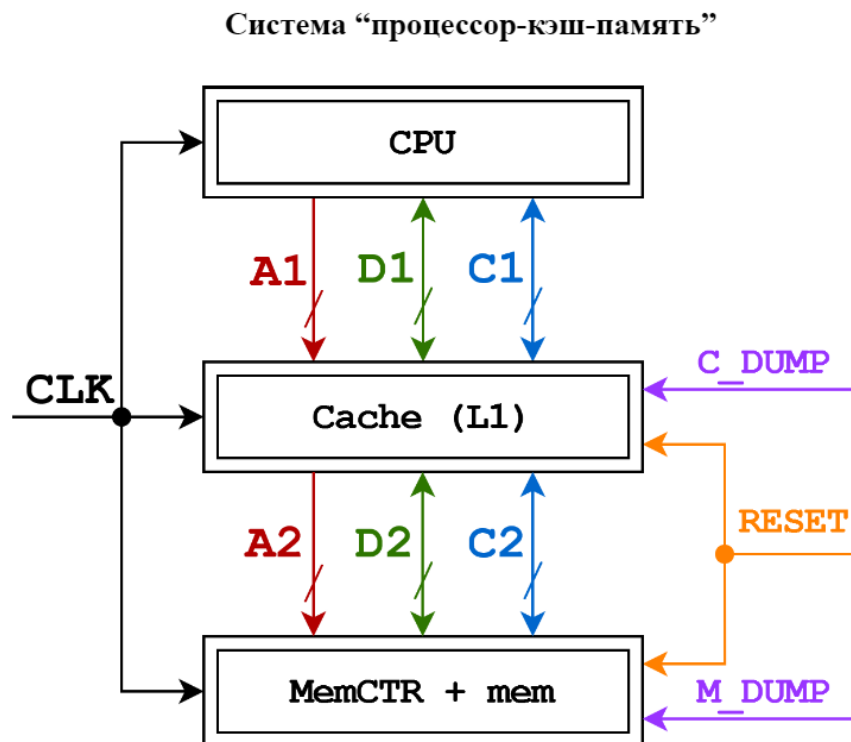 Система “процессор-кэш-память”
CPU
A1 D1 C1
C_DUMP
CLK
Cache (L1)
A2 D2 C2
RESET
MemCTR + mem
M_DUMP